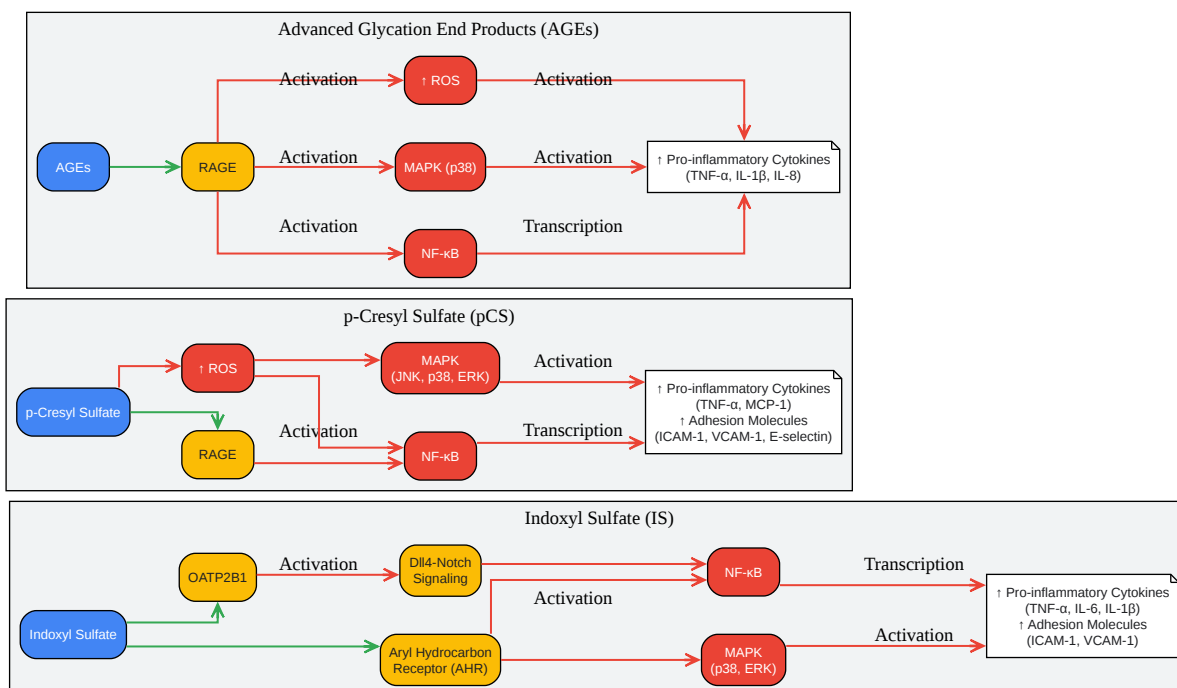 Advanced Glycation End Products (AGEs)
Activation
↑ ROS
Activation
AGEs
RAGE
Activation
MAPK (p38)
Activation
↑ Pro-inflammatory Cytokines
(TNF-α, IL-1β, IL-8)
Activation
NF-κB
Transcription
p-Cresyl Sulfate (pCS)
↑ ROS
MAPK
(JNK, p38, ERK)
Activation
p-Cresyl Sulfate
RAGE
Activation
NF-κB
Transcription
↑ Pro-inflammatory Cytokines
(TNF-α, MCP-1)
↑ Adhesion Molecules
(ICAM-1, VCAM-1, E-selectin)
Indoxyl Sulfate (IS)
OATP2B1
Activation
Dll4-Notch
Signaling
NF-κB
Transcription
Indoxyl Sulfate
Activation
Aryl Hydrocarbon
Receptor (AHR)
MAPK
(p38, ERK)
Activation
↑ Pro-inflammatory Cytokines
(TNF-α, IL-6, IL-1β)
↑ Adhesion Molecules
(ICAM-1, VCAM-1)